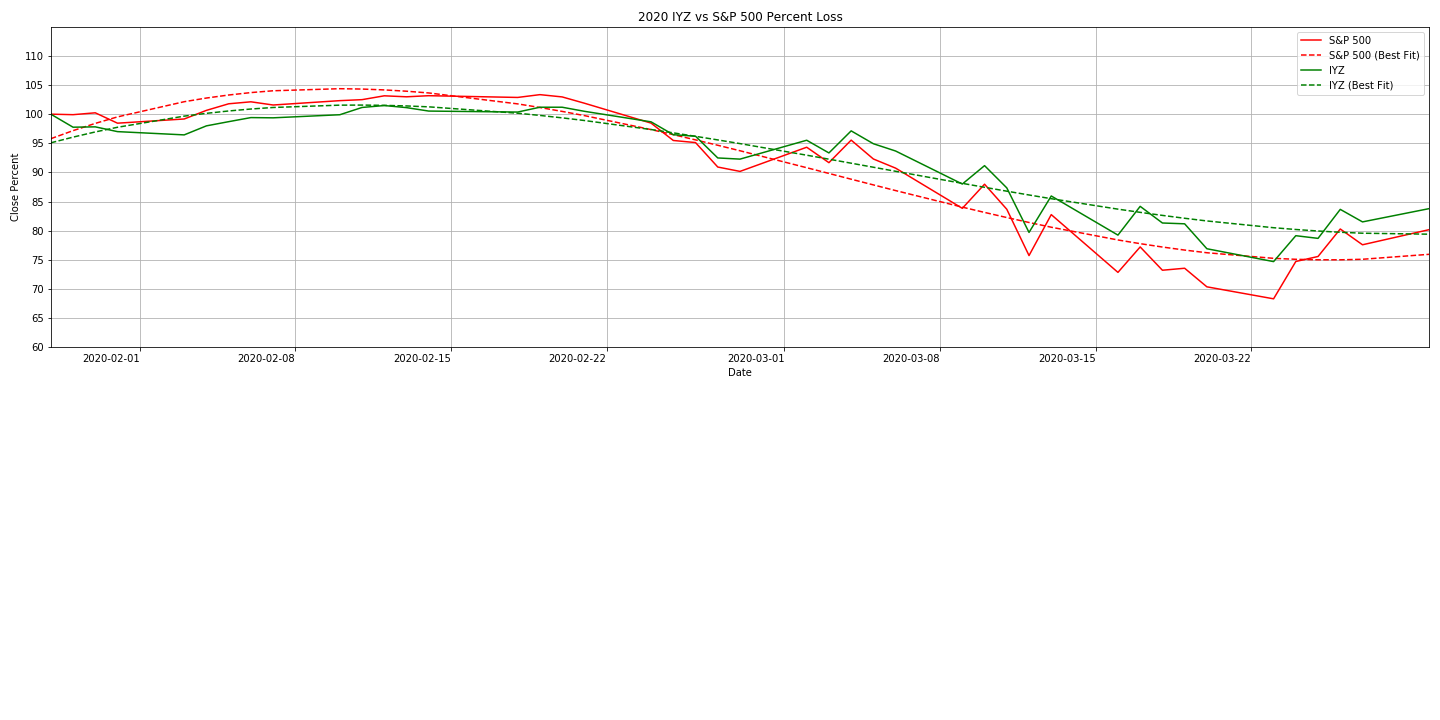 2020 IYZ vs S&P 500 Percent Loss
S&P 500
S&P 500 (Best Fit)
IYZ
IYZ (Best Fit)
Close Percent
110
105
100
95
90
85
80
75
70
65
60
2020-02-01
2020-02-08
2020-02-15
2020-02-22
2020-03-01
2020-03-08
2020-03-15
2020-03-22
Date